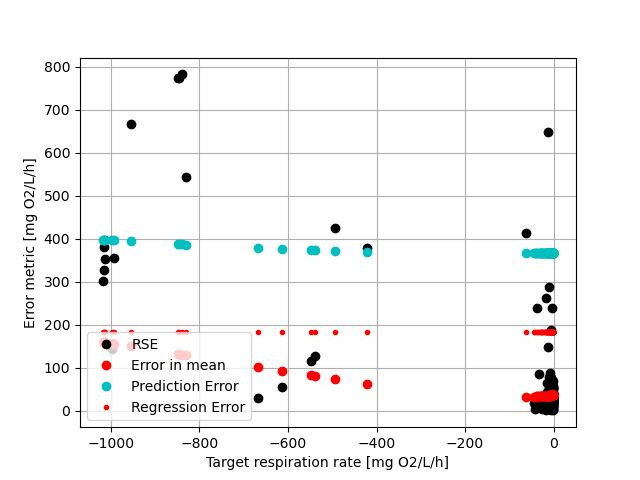 800
700
600
500
400
300
200
100
0
Error metric [mg O2/L/h]
RSE
Error in mean
Prediction Error
Regression Error
−1000 −800 −600 −400 −200 0
Target respiration rate [mg O2/L/h]